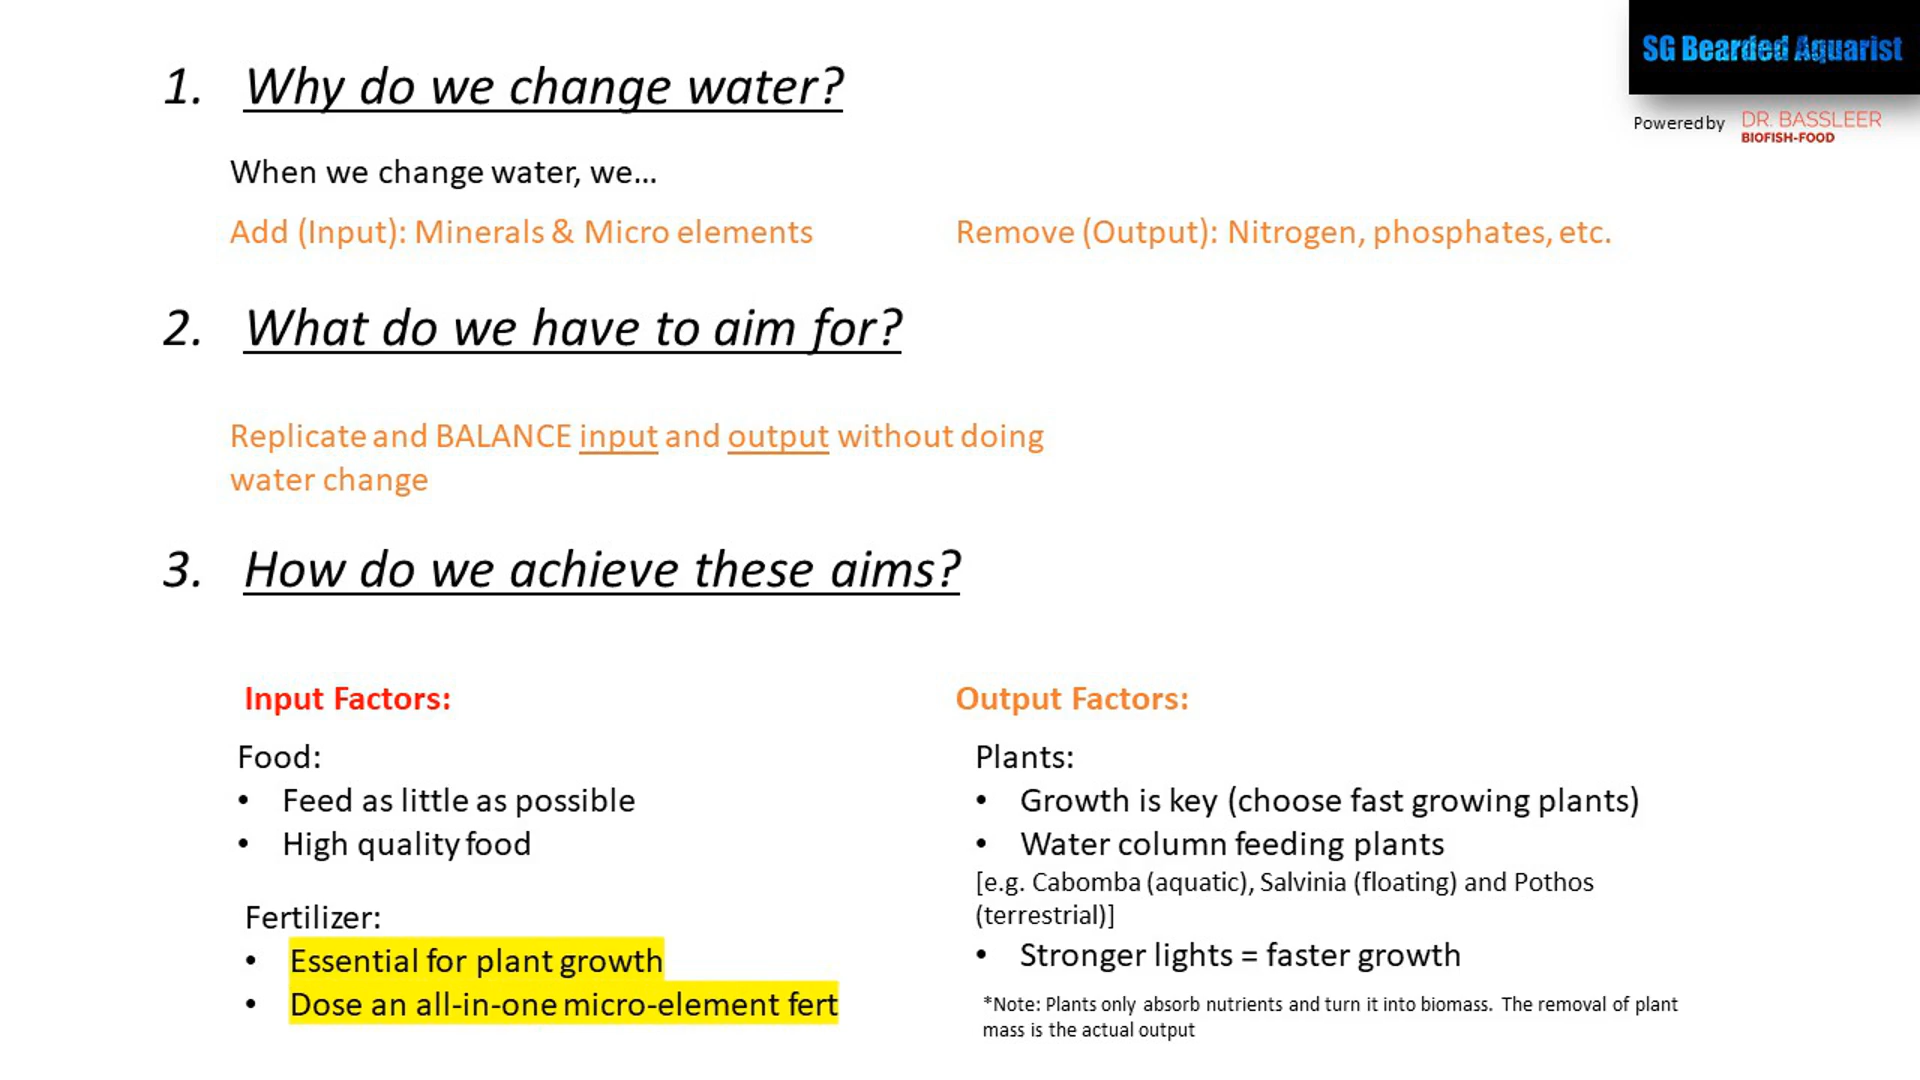 SG Bearded Aquarist
Powered by DR. BASSLEER
BIOFISH-FOOD
1. Why do we change water?
When we change water, we...
Add (Input): Minerals & Micro elements
Remove (Output): Nitrogen, phosphates, etc.
2. What do we have to aim for?
Replicate and BALANCE input and output without doing
water change
3. How do we achieve these aims?
Input Factors:
Food:
• Feed as little as possible
• High quality food
Fertilizer:
• Essential for plant growth
• Dose an all-in-one micro-element fert
Output Factors:
Plants:
• Growth is key (choose fast growing plants)
• Water column feeding plants
[e.g. Cabomba (aquatic), Salvinia (floating) and Pothos
(terrestrial)]
• Stronger lights = faster growth
*Note: Plants only absorb nutrients and turn it into biomass. The removal of plant
mass is the actual output